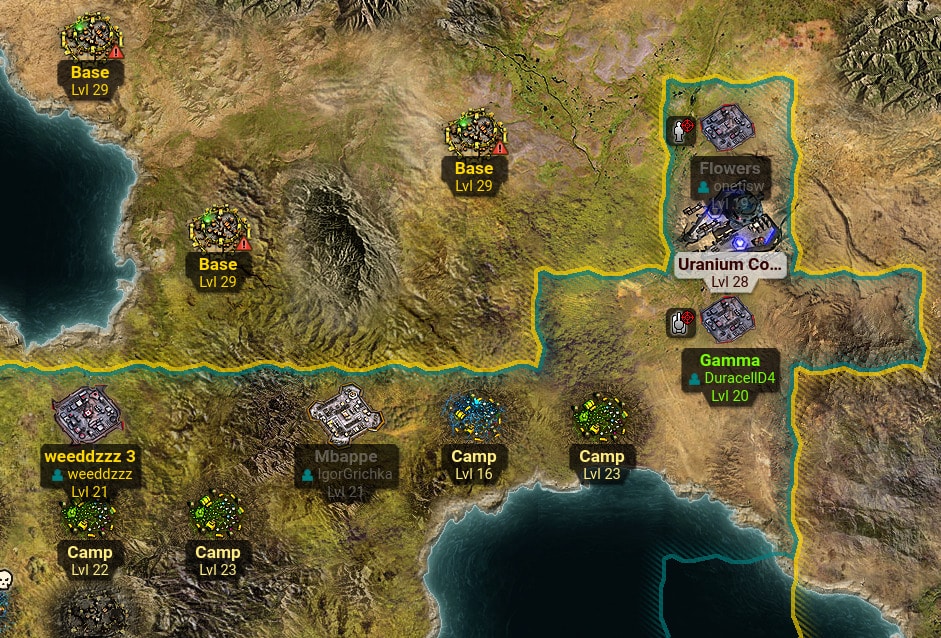 Base
Lvl 29
Base
Lvl 29
Flowers
onetisw
Lvl 19
Base
Lvl 29
Uranium Co...
Lvl 28
Gamma
DuracellD4
Lvl 20
weeddzzz 3
weeddzzz
Lvl 21
Mbappe
IgorGrichka
Lvl 21
Camp
Lvl 16
Camp
Lvl 23
Camp
Lvl 22
Camp
Lvl 23